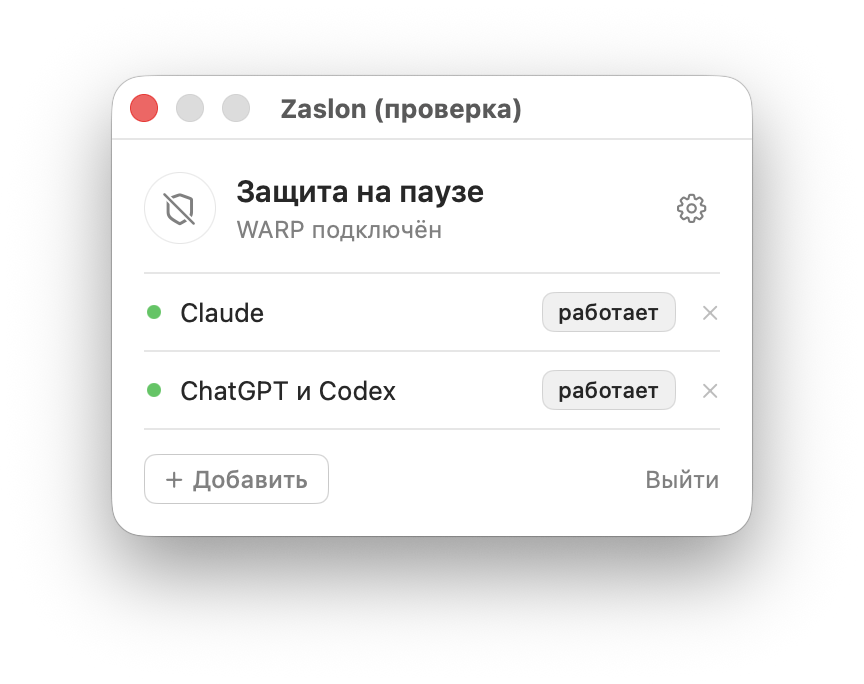 Zaslon (проверка)
Защита на паузе
WARP подключён
Claude работает
ChatGPT и Codex работает
+ Добавить
Выйти